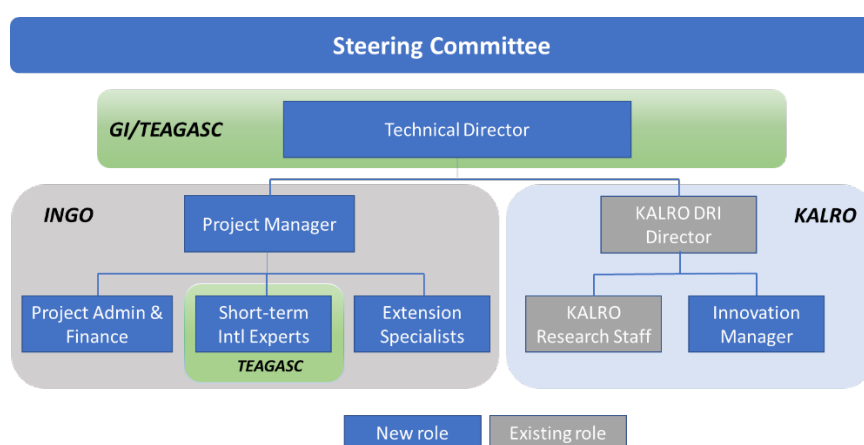 Steering Committee
GI/TEAGASC
Technical Director
INGO
Project Manager
KALRO DRI
Director
KALRO
Project Admin &
Finance
Short-term
Intl Experts
TEAGASC
Extension
Specialists
KALRO
Research Staff
Innovation
Manager
New role
Existing role